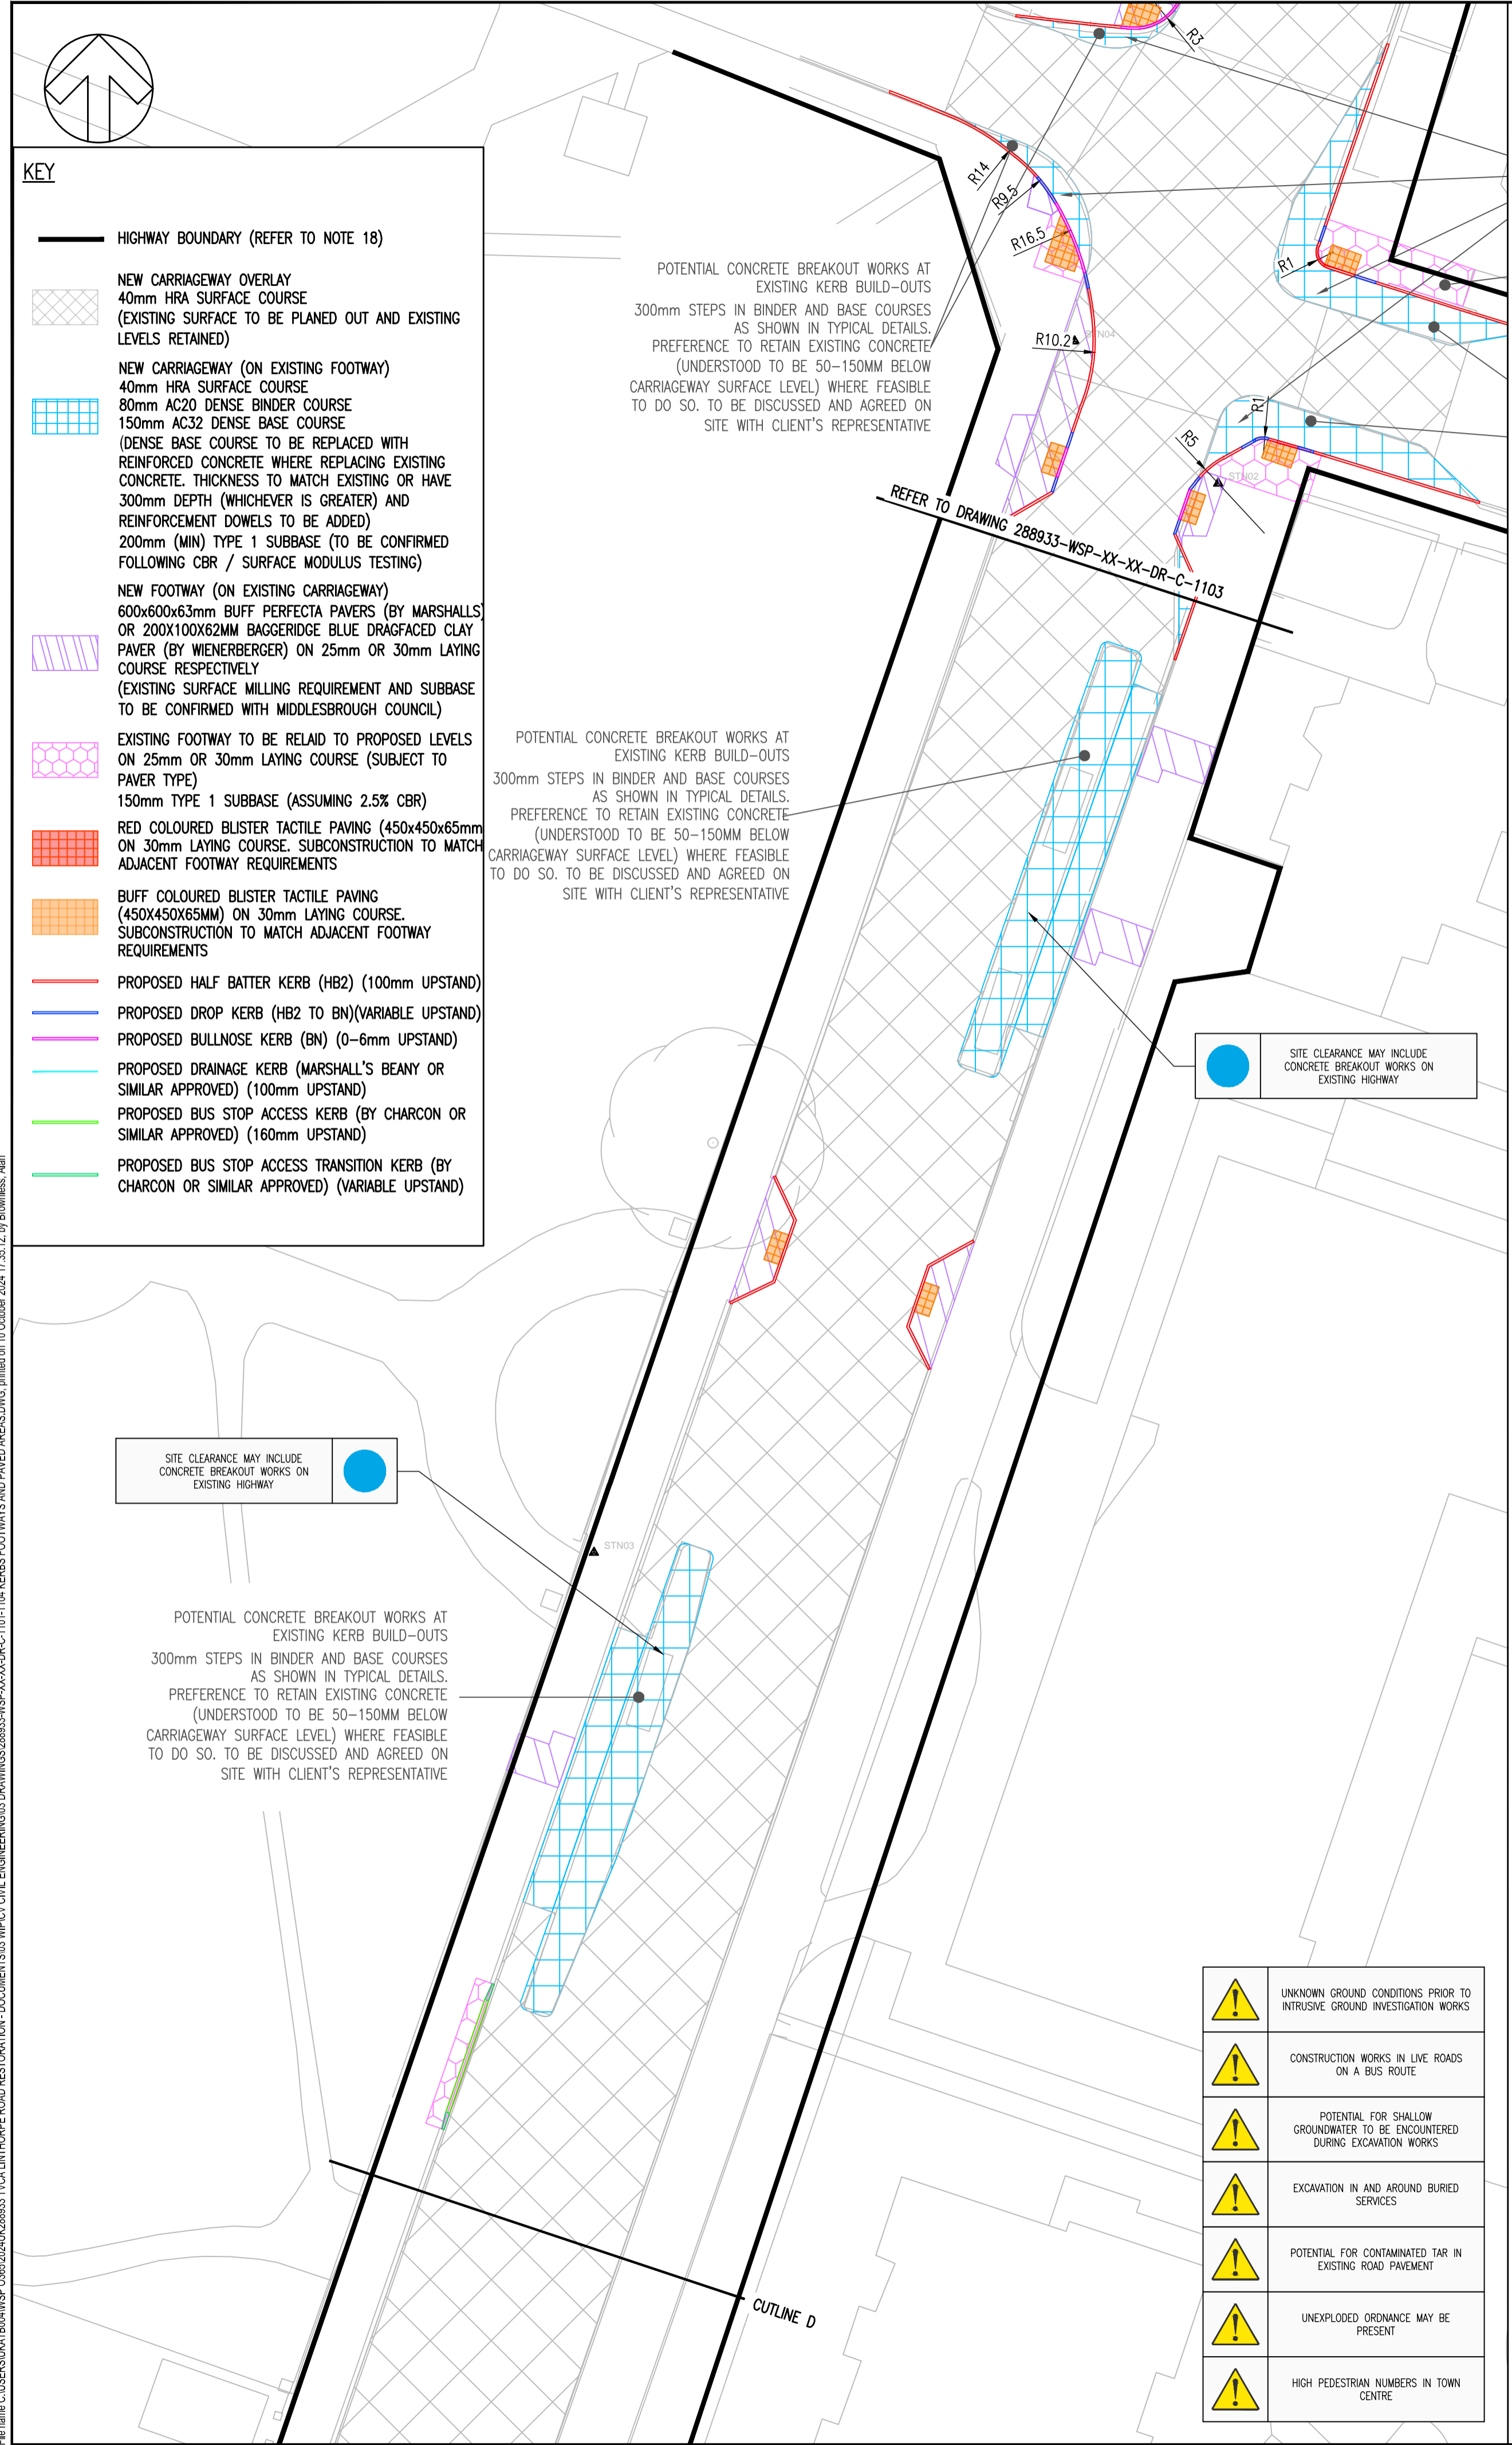 KEY
HIGHWAY BOUNDARY (REFER TO NOTE 18)
NEW CARRIAGEWAY OVERLAY
40mm HRA SURFACE COURSE
(EXISTING SURFACE TO BE PLANED OUT AND EXISTING
LEVELS RETAINED)
NEW CARRIAGEWAY (ON EXISTING FOOTWAY)
40mm HRA SURFACE COURSE
80mm AC20 DENSE BINDER COURSE
150mm AC32 DENSE BASE COURSE
(DENSE BASE COURSE TO BE REPLACED WITH
REINFORCED CONCRETE WHERE REPLACING EXISTING
CONCRETE. THICKNESS TO MATCH EXISTING OR HAVE
300mm DEPTH (WHICHEVER IS GREATER) AND
REINFORCEMENT DOWELS TO BE ADDED)
200mm (MIN) TYPE 1 SUBBASE (TO BE CONFIRMED
FOLLOWING CBR / SURFACE MODULUS TESTING)
NEW FOOTWAY (ON EXISTING CARRIAGEWAY)
600x600x63mm BUFF PERFECTA PAVERS (BY MARSHALLS)
OR 200X100X62MM BAGGERIDGE BLUE DRAGFACED CLAY
PAVER (BY WIENERBERGER) ON 25mm OR 30mm LAYING
COURSE RESPECTIVELY
(EXISTING SURFACE MILLING REQUIREMENT AND SUBBASE
TO BE CONFIRMED WITH MIDDLESBROUGH COUNCIL)
EXISTING FOOTWAY TO BE RELAID TO PROPOSED LEVELS
ON 25mm OR 30mm LAYING COURSE (SUBJECT TO
PAVER TYPE)
150mm TYPE 1 SUBBASE (ASSUMING 2.5% CBR)
RED COLOURED BLISTER TACTILE PAVING (450x450x65mm
ON 30mm LAYING COURSE. SUBCONSTRUCTION TO MATCH
ADJACENT FOOTWAY REQUIREMENTS
BUFF COLOURED BLISTER TACTILE PAVING
(450X450X65MM) ON 30mm LAYING COURSE.
SUBCONSTRUCTION TO MATCH ADJACENT FOOTWAY
REQUIREMENTS
PROPOSED HALF BATTER KERB (HB2) (100mm UPSTAND)
PROPOSED DROP KERB (HB2 TO BN)(VARIABLE UPSTAND)
PROPOSED BULLNOSE KERB (BN) (0-6mm UPSTAND)
PROPOSED DRAINAGE KERB (MARSHALL'S BEANY OR
SIMILAR APPROVED) (100mm UPSTAND)
PROPOSED BUS STOP ACCESS KERB (BY CHARCON OR
SIMILAR APPROVED) (160mm UPSTAND)
PROPOSED BUS STOP ACCESS TRANSITION KERB (BY
CHARCON OR SIMILAR APPROVED) (VARIABLE UPSTAND)
R3
R14
R9.5
R16.5
R1
R10.2
STN04
R1
R5
STN02
POTENTIAL CONCRETE BREAKOUT WORKS AT
EXISTING KERB BUILD-OUTS
300mm STEPS IN BINDER AND BASE COURSES
AS SHOWN IN TYPICAL DETAILS.
PREFERENCE TO RETAIN EXISTING CONCRETE
(UNDERSTOOD TO BE 50-150MM BELOW
CARRIAGEWAY SURFACE LEVEL) WHERE FEASIBLE
TO DO SO. TO BE DISCUSSED AND AGREED ON
SITE WITH CLIENT'S REPRESENTATIVE
REFER TO DRAWING 288933-WSP-XX-XX-DR-C-1103
POTENTIAL CONCRETE BREAKOUT WORKS AT
EXISTING KERB BUILD-OUTS
300mm STEPS IN BINDER AND BASE COURSES
AS SHOWN IN TYPICAL DETAILS.
PREFERENCE TO RETAIN EXISTING CONCRETE
(UNDERSTOOD TO BE 50-150MM BELOW
CARRIAGEWAY SURFACE LEVEL) WHERE FEASIBLE
TO DO SO. TO BE DISCUSSED AND AGREED ON
SITE WITH CLIENT'S REPRESENTATIVE
SITE CLEARANCE MAY INCLUDE
CONCRETE BREAKOUT WORKS ON
EXISTING HIGHWAY
SITE CLEARANCE MAY INCLUDE
CONCRETE BREAKOUT WORKS ON
EXISTING HIGHWAY
STN03
POTENTIAL CONCRETE BREAKOUT WORKS AT
EXISTING KERB BUILD-OUTS
300mm STEPS IN BINDER AND BASE COURSES
AS SHOWN IN TYPICAL DETAILS.
PREFERENCE TO RETAIN EXISTING CONCRETE
(UNDERSTOOD TO BE 50-150MM BELOW
CARRIAGEWAY SURFACE LEVEL) WHERE FEASIBLE
TO DO SO. TO BE DISCUSSED AND AGREED ON
SITE WITH CLIENT'S REPRESENTATIVE
CUTLINE D
UNKNOWN GROUND CONDITIONS PRIOR TO
INTRUSIVE GROUND INVESTIGATION WORKS
CONSTRUCTION WORKS IN LIVE ROADS
ON A BUS ROUTE
POTENTIAL FOR SHALLOW
GROUNDWATER TO BE ENCOUNTERED
DURING EXCAVATION WORKS
EXCAVATION IN AND AROUND BURIED
SERVICES
POTENTIAL FOR CONTAMINATED TAR IN
EXISTING ROAD PAVEMENT
UNEXPLODED ORDNANCE MAY BE
PRESENT
HIGH PEDESTRIAN NUMBERS IN TOWN
CENTRE